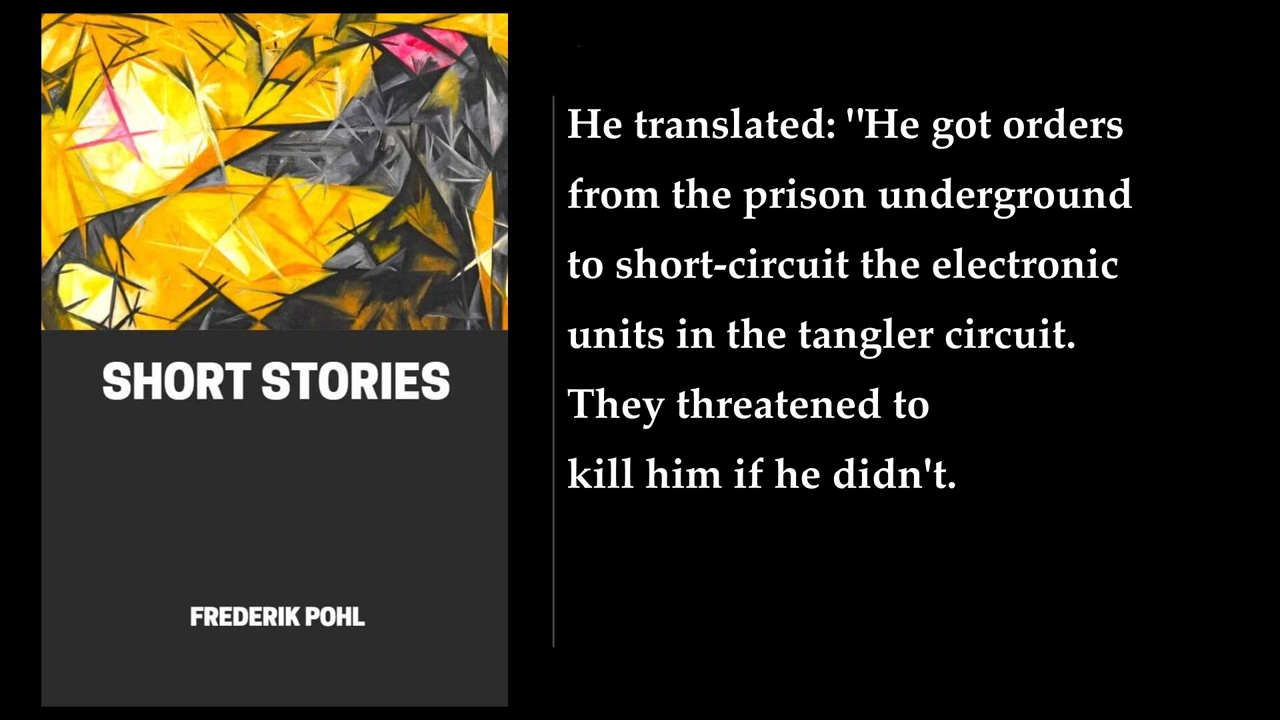 SHORT STORIES
FREDERIK POHL
He translated: "He got orders
from the prison underground
to short-circuit the electronic
units in the tangler circuit.
They threatened to
kill him if he didn't.